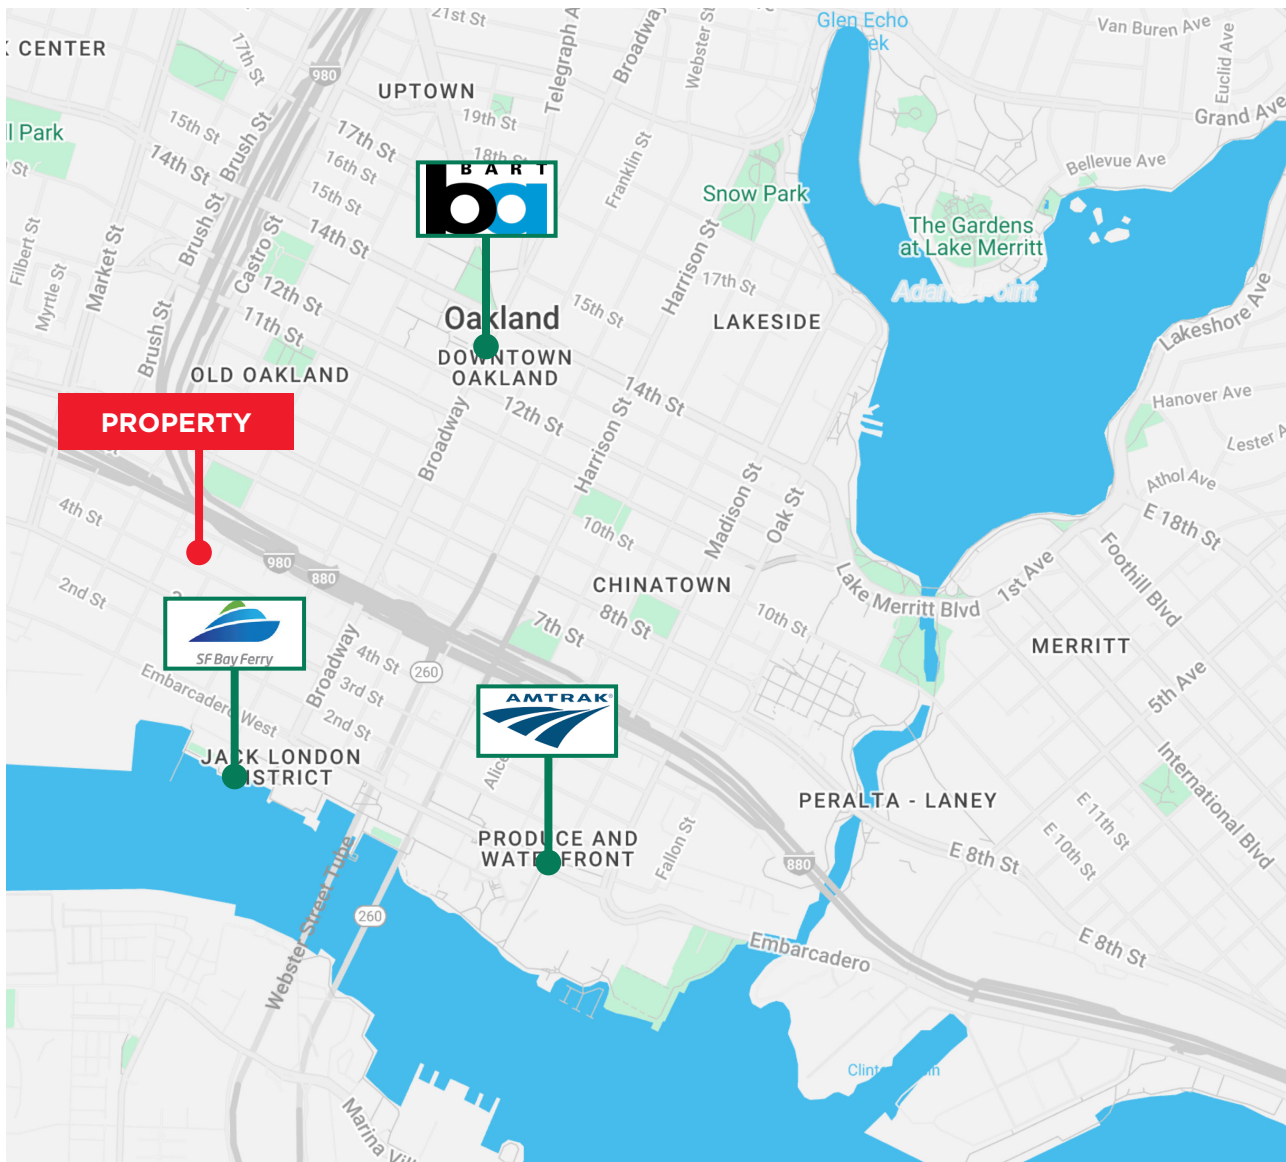 21st St
Glen Echo
Van Buren Ave
K CENTER
17th St
980
Telegraph A
Broadway
Webster St
Euclid Ave
UPTOWN
Grand Ave
19th St
ll Park
15th St
Brush St
17th St
14th St
16th St
18th St
Franklin St
Bellevue Ave
BART
ba
15th St
Snow Park
The Gardens
at Lake Merritt
Filbert St
Market St
Brush St
Castro St
14th St
Harrison St
Myrtle St
12th St
17th St
Adams Point
15th St
11th St
Oakland
LAKESIDE
Lakeshore Ave
Brush St
DOWNTOWN
OAKLAND
OLD OAKLAND
PROPERTY
Broadway
12th St
14th St
Hanover Ave
Harrison St
Lester A
4th St
Madison St
Oak St
Athol Ave
E 18th St
10th St
980
880
Foothill Blvd
1st Ave
2nd St
CHINATOWN
Lake Merritt Blvd
SF Bay Ferry
7th St
8th St
10th St
MERRITT
Broadway
4th St
3rd St
2nd St
260
Embarcadero West
5th Ave
AMTRAK®
JACK LONDON
DISTRICT
Alice
International Blvd
PERALTA - LANEY
E 11th St
E 10th St
PRODUCE AND
WATERFRONT
Fallon St
E 8th St
880
Webster Street Tube
260
Embarcadero
E 8th St
Marina Vil